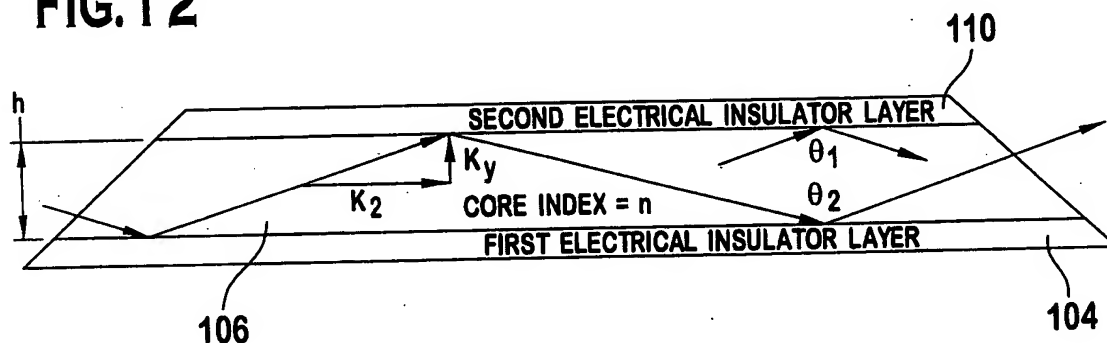 FIG. 12
110
h
SECOND ELECTRICAL INSULATOR LAYER
Ky
θ1
K2
θ2
CORE INDEX = n
FIRST ELECTRICAL INSULATOR LAYER
106
104